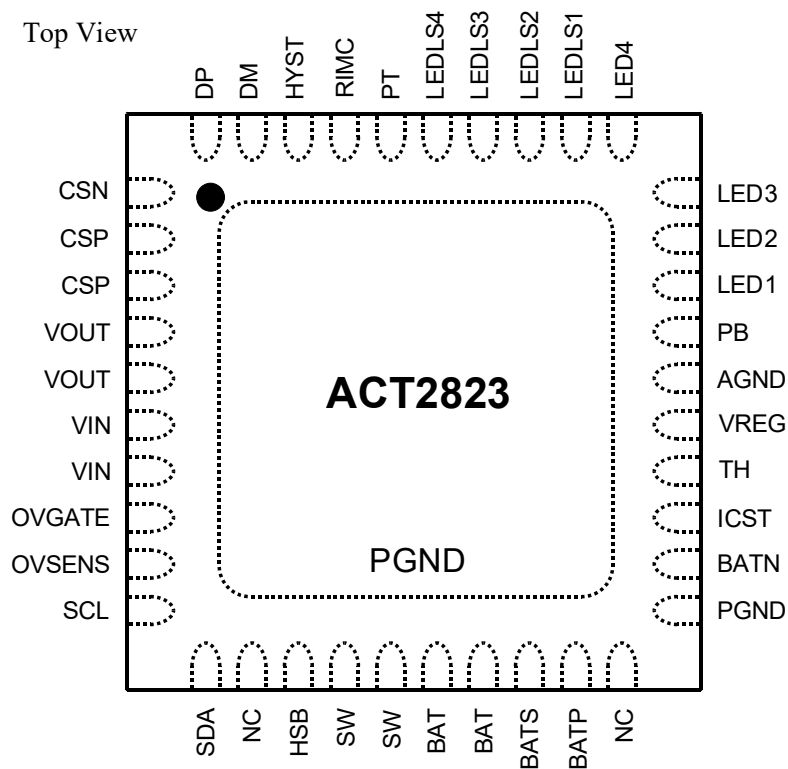 Top View
DP
DM
HYST
RIMC
PT
LEDLS4
LEDLS3
LEDLS2
LEDLS1
LED4
CSN
CSP
CSP
VOUT
VOUT
VIN
VIN
OVGATE
OVSENS
SCL
LED3
LED2
LED1
PB
AGND
VREG
TH
ICST
BATN
PGND
ACT2823
PGND
SDA
NC
HSB
SW
SW
BAT
BAT
BATS
BATP
NC